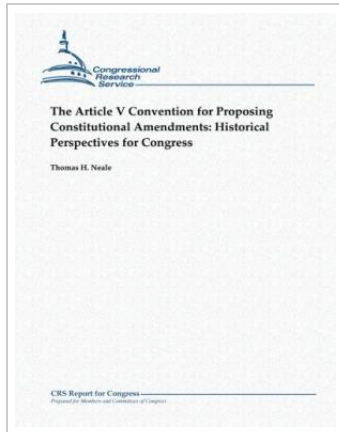 Congressional
Research
Service
The Article V Convention for Proposing
Constitutional Amendments: Historical
Perspectives for Congress
Thomas H. Neale
CRS Report for Congress
Prepared for Members and Committees of Congress